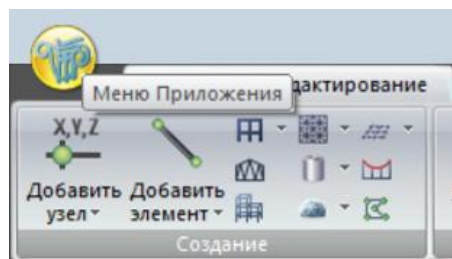 Меню Приложения
дактирование
X,Y,Z
Добавить узел
Добавить элемент
Создание